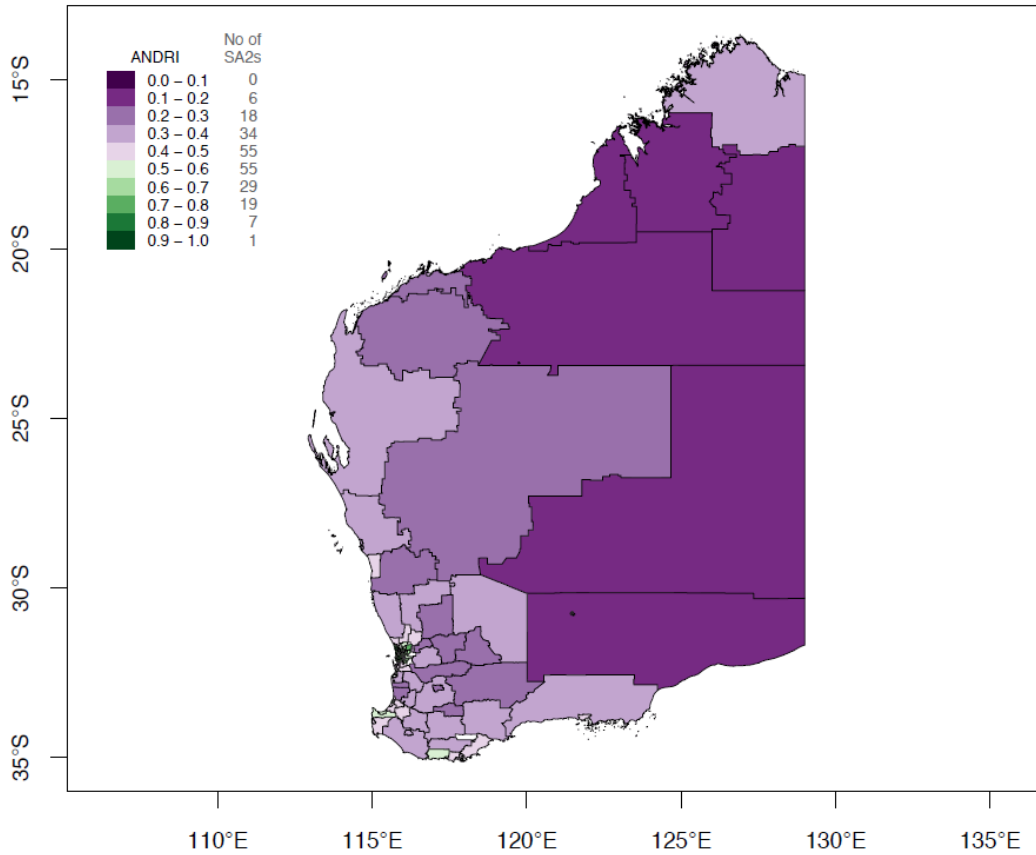 No of
ANDRI SA2s
0.0 – 0.1 0
0.1 – 0.2 6
0.2 – 0.3 18
0.3 – 0.4 34
0.4 – 0.5 55
0.5 – 0.6 55
0.6 – 0.7 29
0.7 – 0.8 19
0.8 – 0.9 7
0.9 – 1.0 1
15°S
20°S
25°S
30°S
35°S
110°E 115°E 120°E 125°E 130°E 135°E